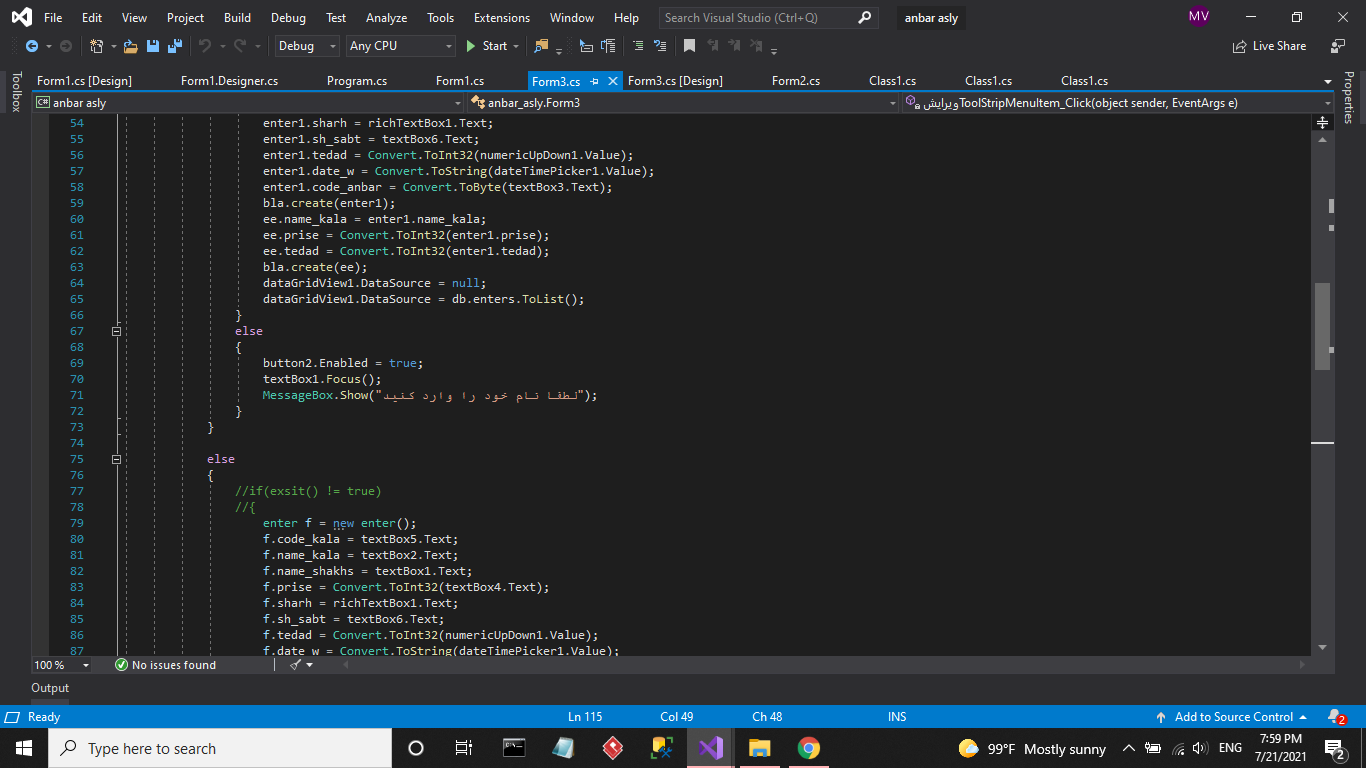 File Edit View Project Build Debug Test Analyze Tools Extensions Window Help Search Visual Studio (Ctrl+Q) anbar asly MV
Debug Any CPU Start Live Share
Form1.cs [Design] Form1.Designer.cs Program.cs Form1.cs Form3.cs Form3.cs [Design] Form2.cs Class1.cs Class1.cs Class1.cs
Toolbox
Properties
C# anbar asly anbar_asly.Form3 ویرایشToolStripMenuItem_Click(object sender, EventArgs e)
54 enter1.sharh = richTextBox1.Text;
55 enter1.sh_sabt = textBox6.Text;
56 enter1.tedad = Convert.ToInt32(numericUpDown1.Value);
57 enter1.date_w = Convert.ToString(dateTimePicker1.Value);
58 enter1.code_anbar = Convert.ToByte(textBox3.Text);
59 bla.create(enter1);
60 ee.name_kala = enter1.name_kala;
61 ee.prise = Convert.ToInt32(enter1.prise);
62 ee.tedad = Convert.ToInt32(enter1.tedad);
63 bla.create(ee);
64 dataGridView1.DataSource = null;
65 dataGridView1.DataSource = db.enters.ToList();
66 }
67 else
68 {
69 button2.Enabled = true;
70 textBox1.Focus();
71 MessageBox.Show("لطفا نام خود را وارد کنید");
72 }
73 }
74
75 else
76 {
77 //if(exsit() != true)
78 //{
79 enter f = new enter();
80 f.code_kala = textBox5.Text;
81 f.name_kala = textBox2.Text;
82 f.name_shakhs = textBox1.Text;
83 f.prise = Convert.ToInt32(textBox4.Text);
84 f.sharh = richTextBox1.Text;
85 f.sh_sabt = textBox6.Text;
86 f.tedad = Convert.ToInt32(numericUpDown1.Value);
87 f.date_w = Convert.ToString(dateTimePicker1.Value);
100 % No issues found
Output
Ready Ln 115 Col 49 Ch 48 INS Add to Source Control 2
Type here to search 99°F Mostly sunny ENG 7:59 PM
7/21/2021 2